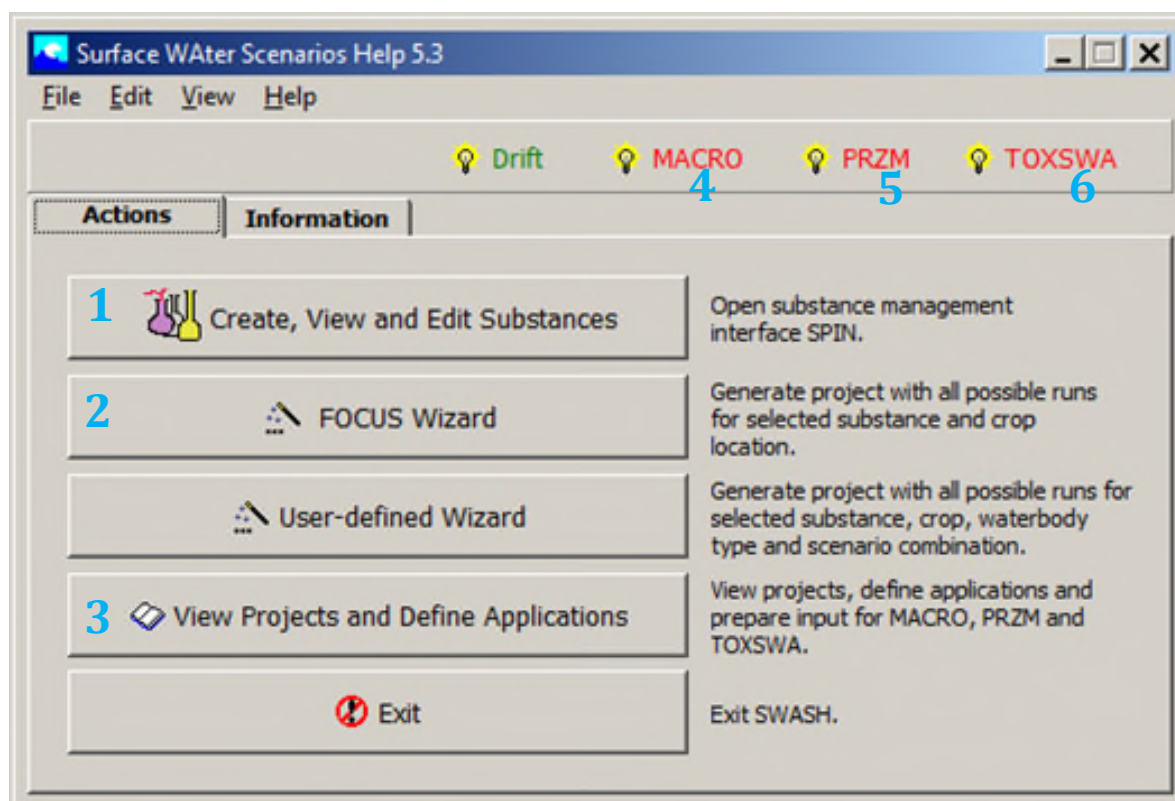 Surface WAter Scenarios Help 5.3
File Edit View Help
Drift MACRO PRZM TOXSWA
4 5 6
Actions Information
1 Create, View and Edit Substances
Open substance management
interface SPIN.
2 FOCUS Wizard
Generate project with all possible runs
for selected substance and crop
location.
User-defined Wizard
Generate project with all possible runs for
selected substance, crop, waterbody
type and scenario combination.
3 View Projects and Define Applications
View projects, define applications and
prepare input for MACRO, PRZM and
TOXSWA.
Exit
Exit SWASH.